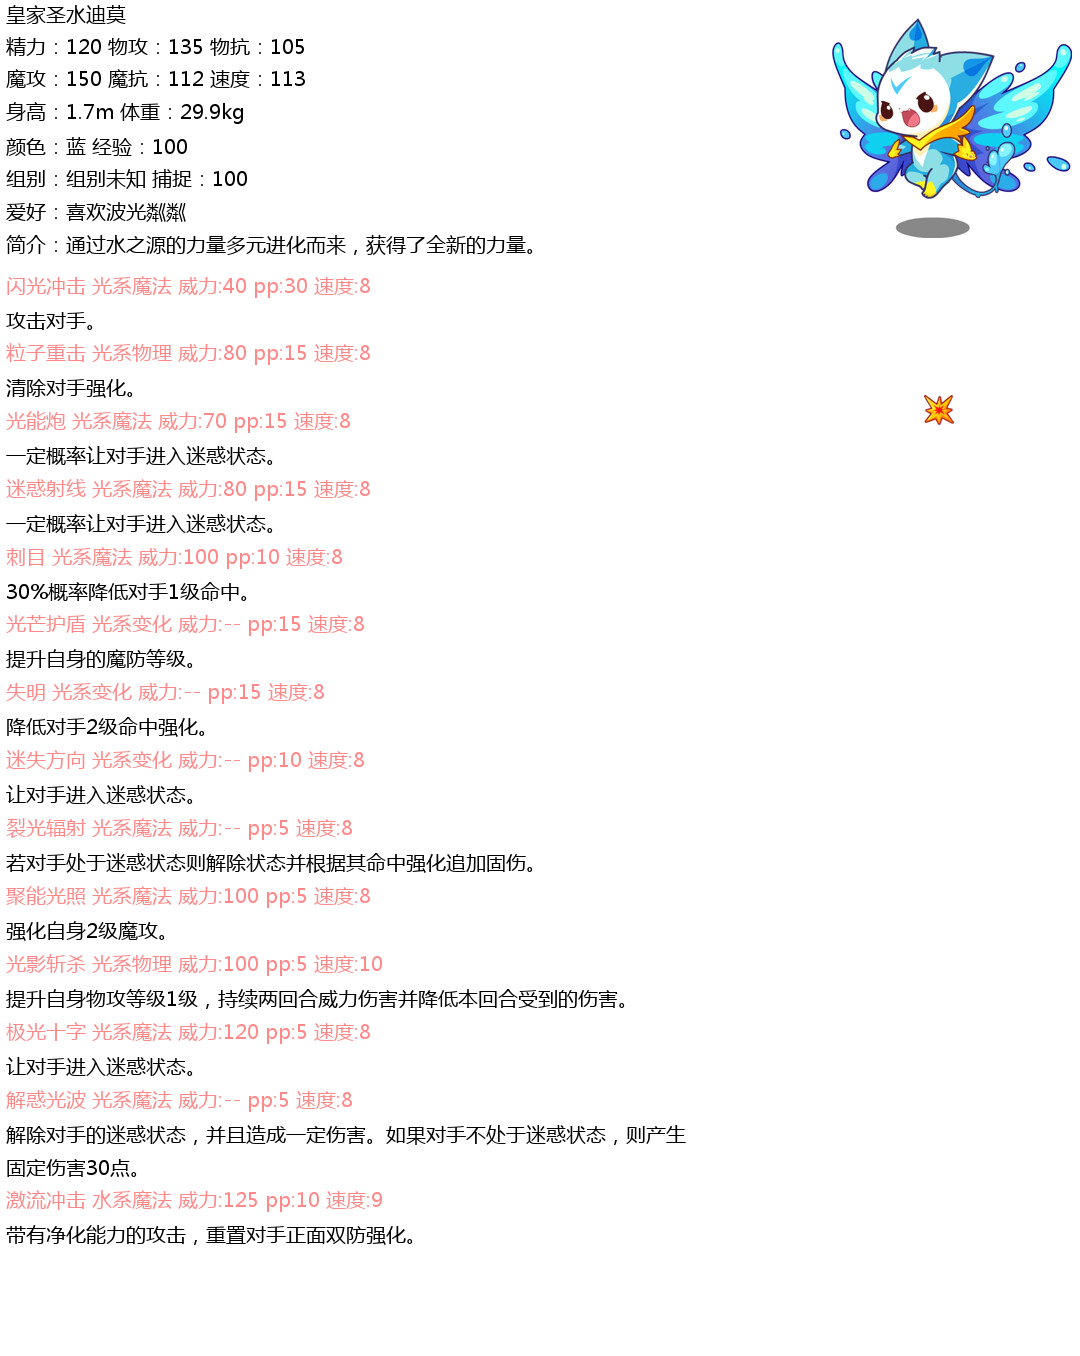 皇家圣水迪莫
精力：120 物攻：135 物抗：105
魔攻：150 魔抗：112 速度：113
身高：1.7m 体重：29.9kg
颜色：蓝 经验：100
组别：组别未知 捕捉：100
爱好：喜欢波光粼粼
简介：通过水之源的力量多元进化而来，获得了全新的力量。
闪光冲击 光系魔法 威力:40 pp:30 速度:8
攻击对手。
粒子重击 光系物理 威力:80 pp:15 速度:8
清除对手强化。
光能炮 光系魔法 威力:70 pp:15 速度:8
一定概率让对手进入迷惑状态。
迷惑射线 光系魔法 威力:80 pp:15 速度:8
一定概率让对手进入迷惑状态。
刺目 光系魔法 威力:100 pp:10 速度:8
30%概率降低对手1级命中。
光芒护盾 光系变化 威力:-- pp:15 速度:8
提升自身的魔防等级。
失明 光系变化 威力:-- pp:15 速度:8
降低对手2级命中强化。
迷失方向 光系变化 威力:-- pp:10 速度:8
让对手进入迷惑状态。
裂光辐射 光系魔法 威力:-- pp:5 速度:8
若对手处于迷惑状态则解除状态并根据其命中强化追加固伤。
聚能光照 光系魔法 威力:100 pp:5 速度:8
强化自身2级魔攻。
光影斩杀 光系物理 威力:100 pp:5 速度:10
提升自身物攻等级1级，持续两回合威力伤害并降低本回合受到的伤害。
极光十字 光系魔法 威力:120 pp:5 速度:8
让对手进入迷惑状态。
解惑光波 光系魔法 威力:-- pp:5 速度:8
解除对手的迷惑状态，并且造成一定伤害。如果对手不处于迷惑状态，则产生
固定伤害30点。
激流冲击 水系魔法 威力:125 pp:10 速度:9
带有净化能力的攻击，重置对手正面双防强化。